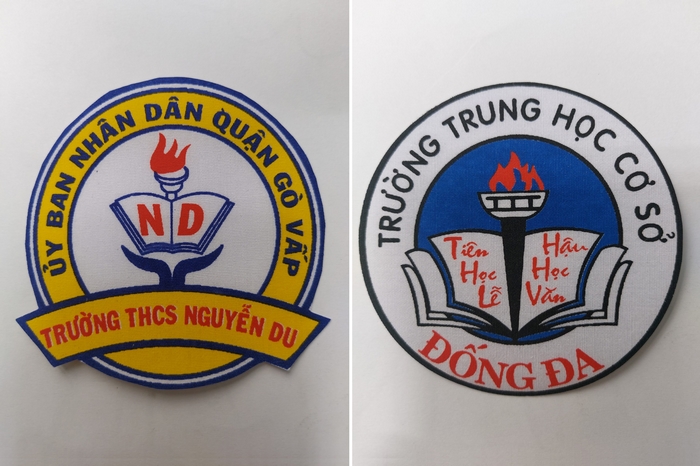 ỦY BAN NHÂN DÂN QUẬN GÒ VẤP
N D
TRƯỜNG THCS NGUYỄN DU
TRƯỜNG TRUNG HỌC CƠ SỞ
Tiên
Học
Lễ
Hậu
Học
Văn
ĐỐNG ĐA